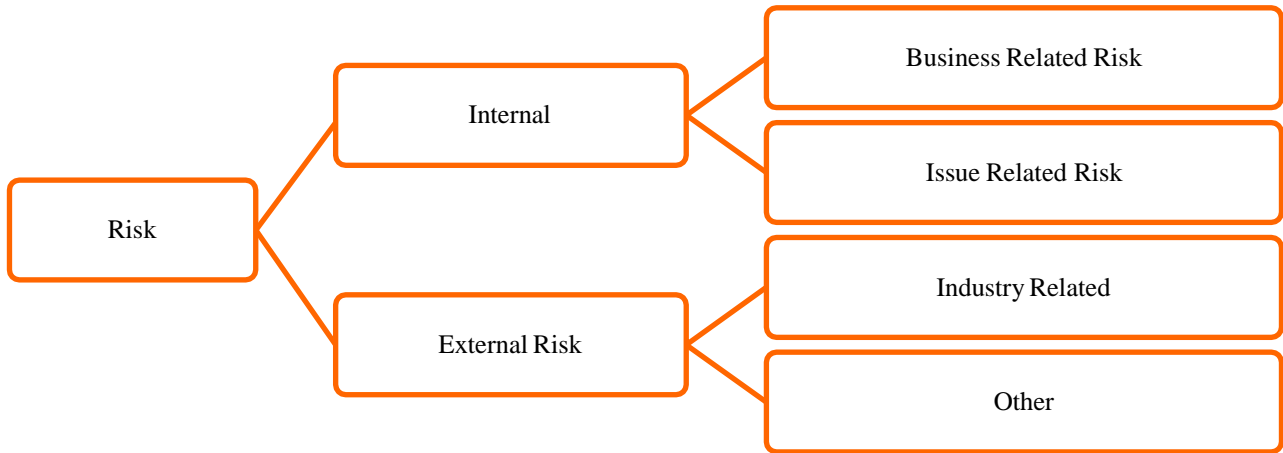 Risk
Internal
Business Related Risk
Issue Related Risk
External Risk
Industry Related
Other